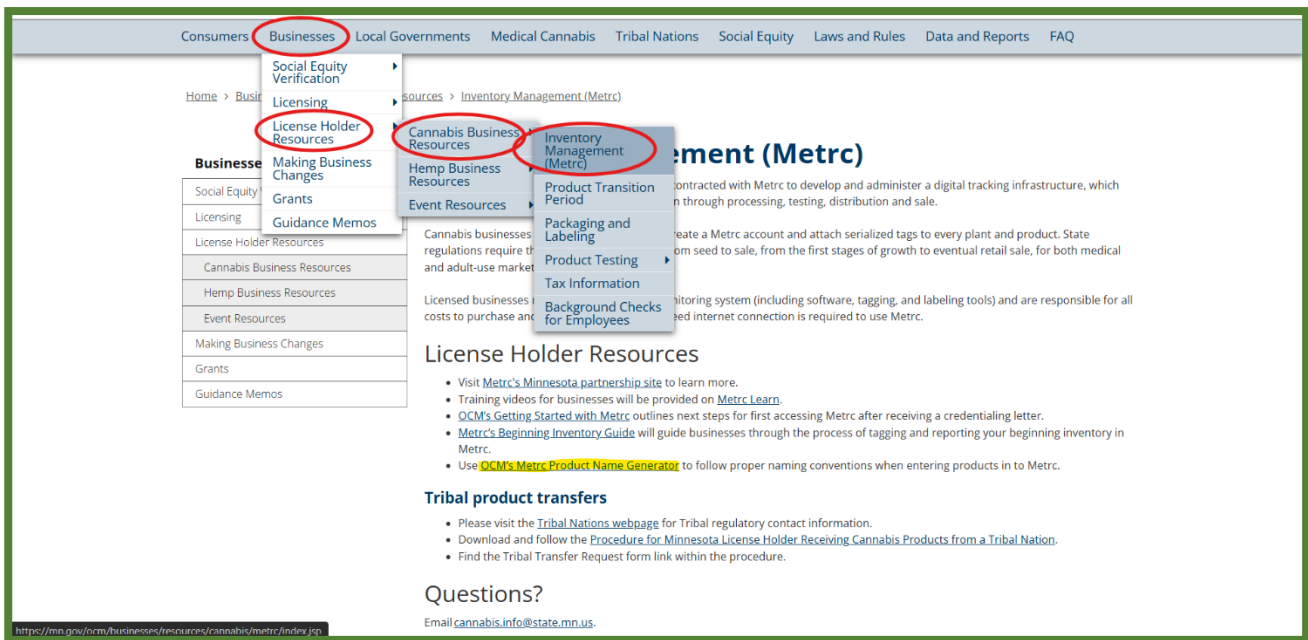 Consumers Businesses Local Governments Medical Cannabis Tribal Nations Social Equity Laws and Rules Data and Reports FAQ
Social Equity
Verification
Licensing
License Holder
Resources
Making Business
Changes
Grants
Guidance Memos
Cannabis Business
Resources
Hemp Business
Resources
Event Resources
Inventory
Management
(Metrc)
Product Transition
Period
Packaging and
Labeling
Product Testing
Tax Information
Background Checks
for Employees
Home > Busi sources > Inventory Management (Metrc)
Businesse
Social Equity
Licensing
License Holder Resources
Cannabis Business Resources
Hemp Business Resources
Event Resources
Making Business Changes
Grants
Guidance Memos
ement (Metrc)
contracted with Metrc to develop and administer a digital tracking infrastructure, which
n through processing, testing, distribution and sale.
Cannabis businesses reate a Metrc account and attach serialized tags to every plant and product. State
regulations require th om seed to sale, from the first stages of growth to eventual retail sale, for both medical
and adult-use market
Licensed businesses nitoring system (including software, tagging, and labeling tools) and are responsible for all
costs to purchase and eed internet connection is required to use Metrc.
License Holder Resources
• Visit Metrc's Minnesota partnership site to learn more.
• Training videos for businesses will be provided on Metrc Learn.
• OCM's Getting Started with Metrc outlines next steps for first accessing Metrc after receiving a credentialing letter.
• Metrc's Beginning Inventory Guide will guide businesses through the process of tagging and reporting your beginning inventory in
Metrc.
• Use OCM's Metrc Product Name Generator to follow proper naming conventions when entering products in to Metrc.
Tribal product transfers
• Please visit the Tribal Nations webpage for Tribal regulatory contact information.
• Download and follow the Procedure for Minnesota License Holder Receiving Cannabis Products from a Tribal Nation.
• Find the Tribal Transfer Request form link within the procedure.
Questions?
Email cannabis.info@state.mn.us.
https://mn.gov/ocm/businesses/resources/cannabis/metrc/index.jsp